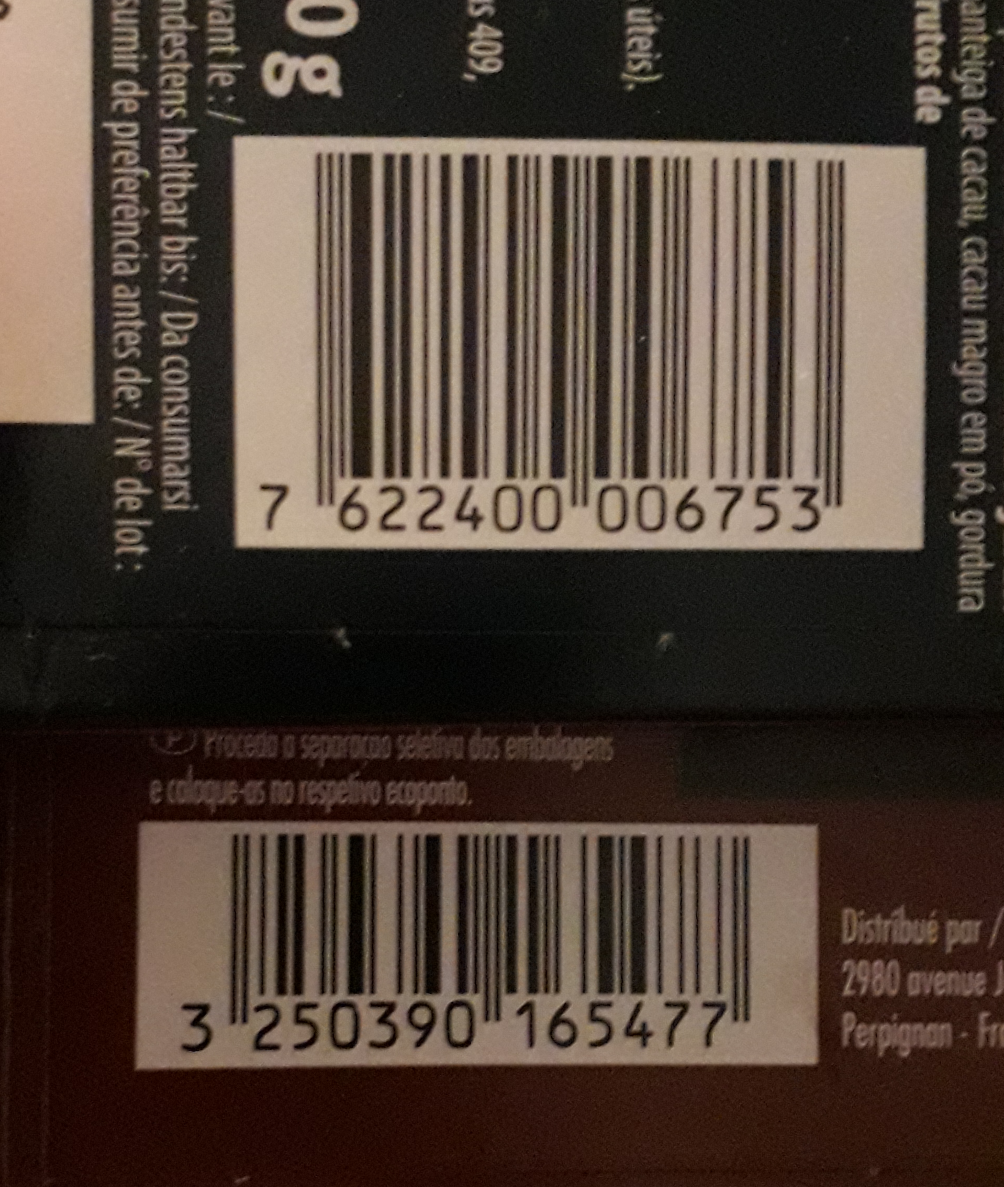 0 g
s 409,
úteis).
rutos de
anteiga de cacau, cacau magro em pó, gordura
vant le : /
ndestens haltbar bis: / Da consumarsi
sumir de preferência antes de: / N° de lot :
7 622400 006753
P Proceda a separação seletiva das embalagens
e coloque-as no respetivo ecoponto.
3 250390 165477
Distribué par /
2980 avenue J
Perpignan - Fr